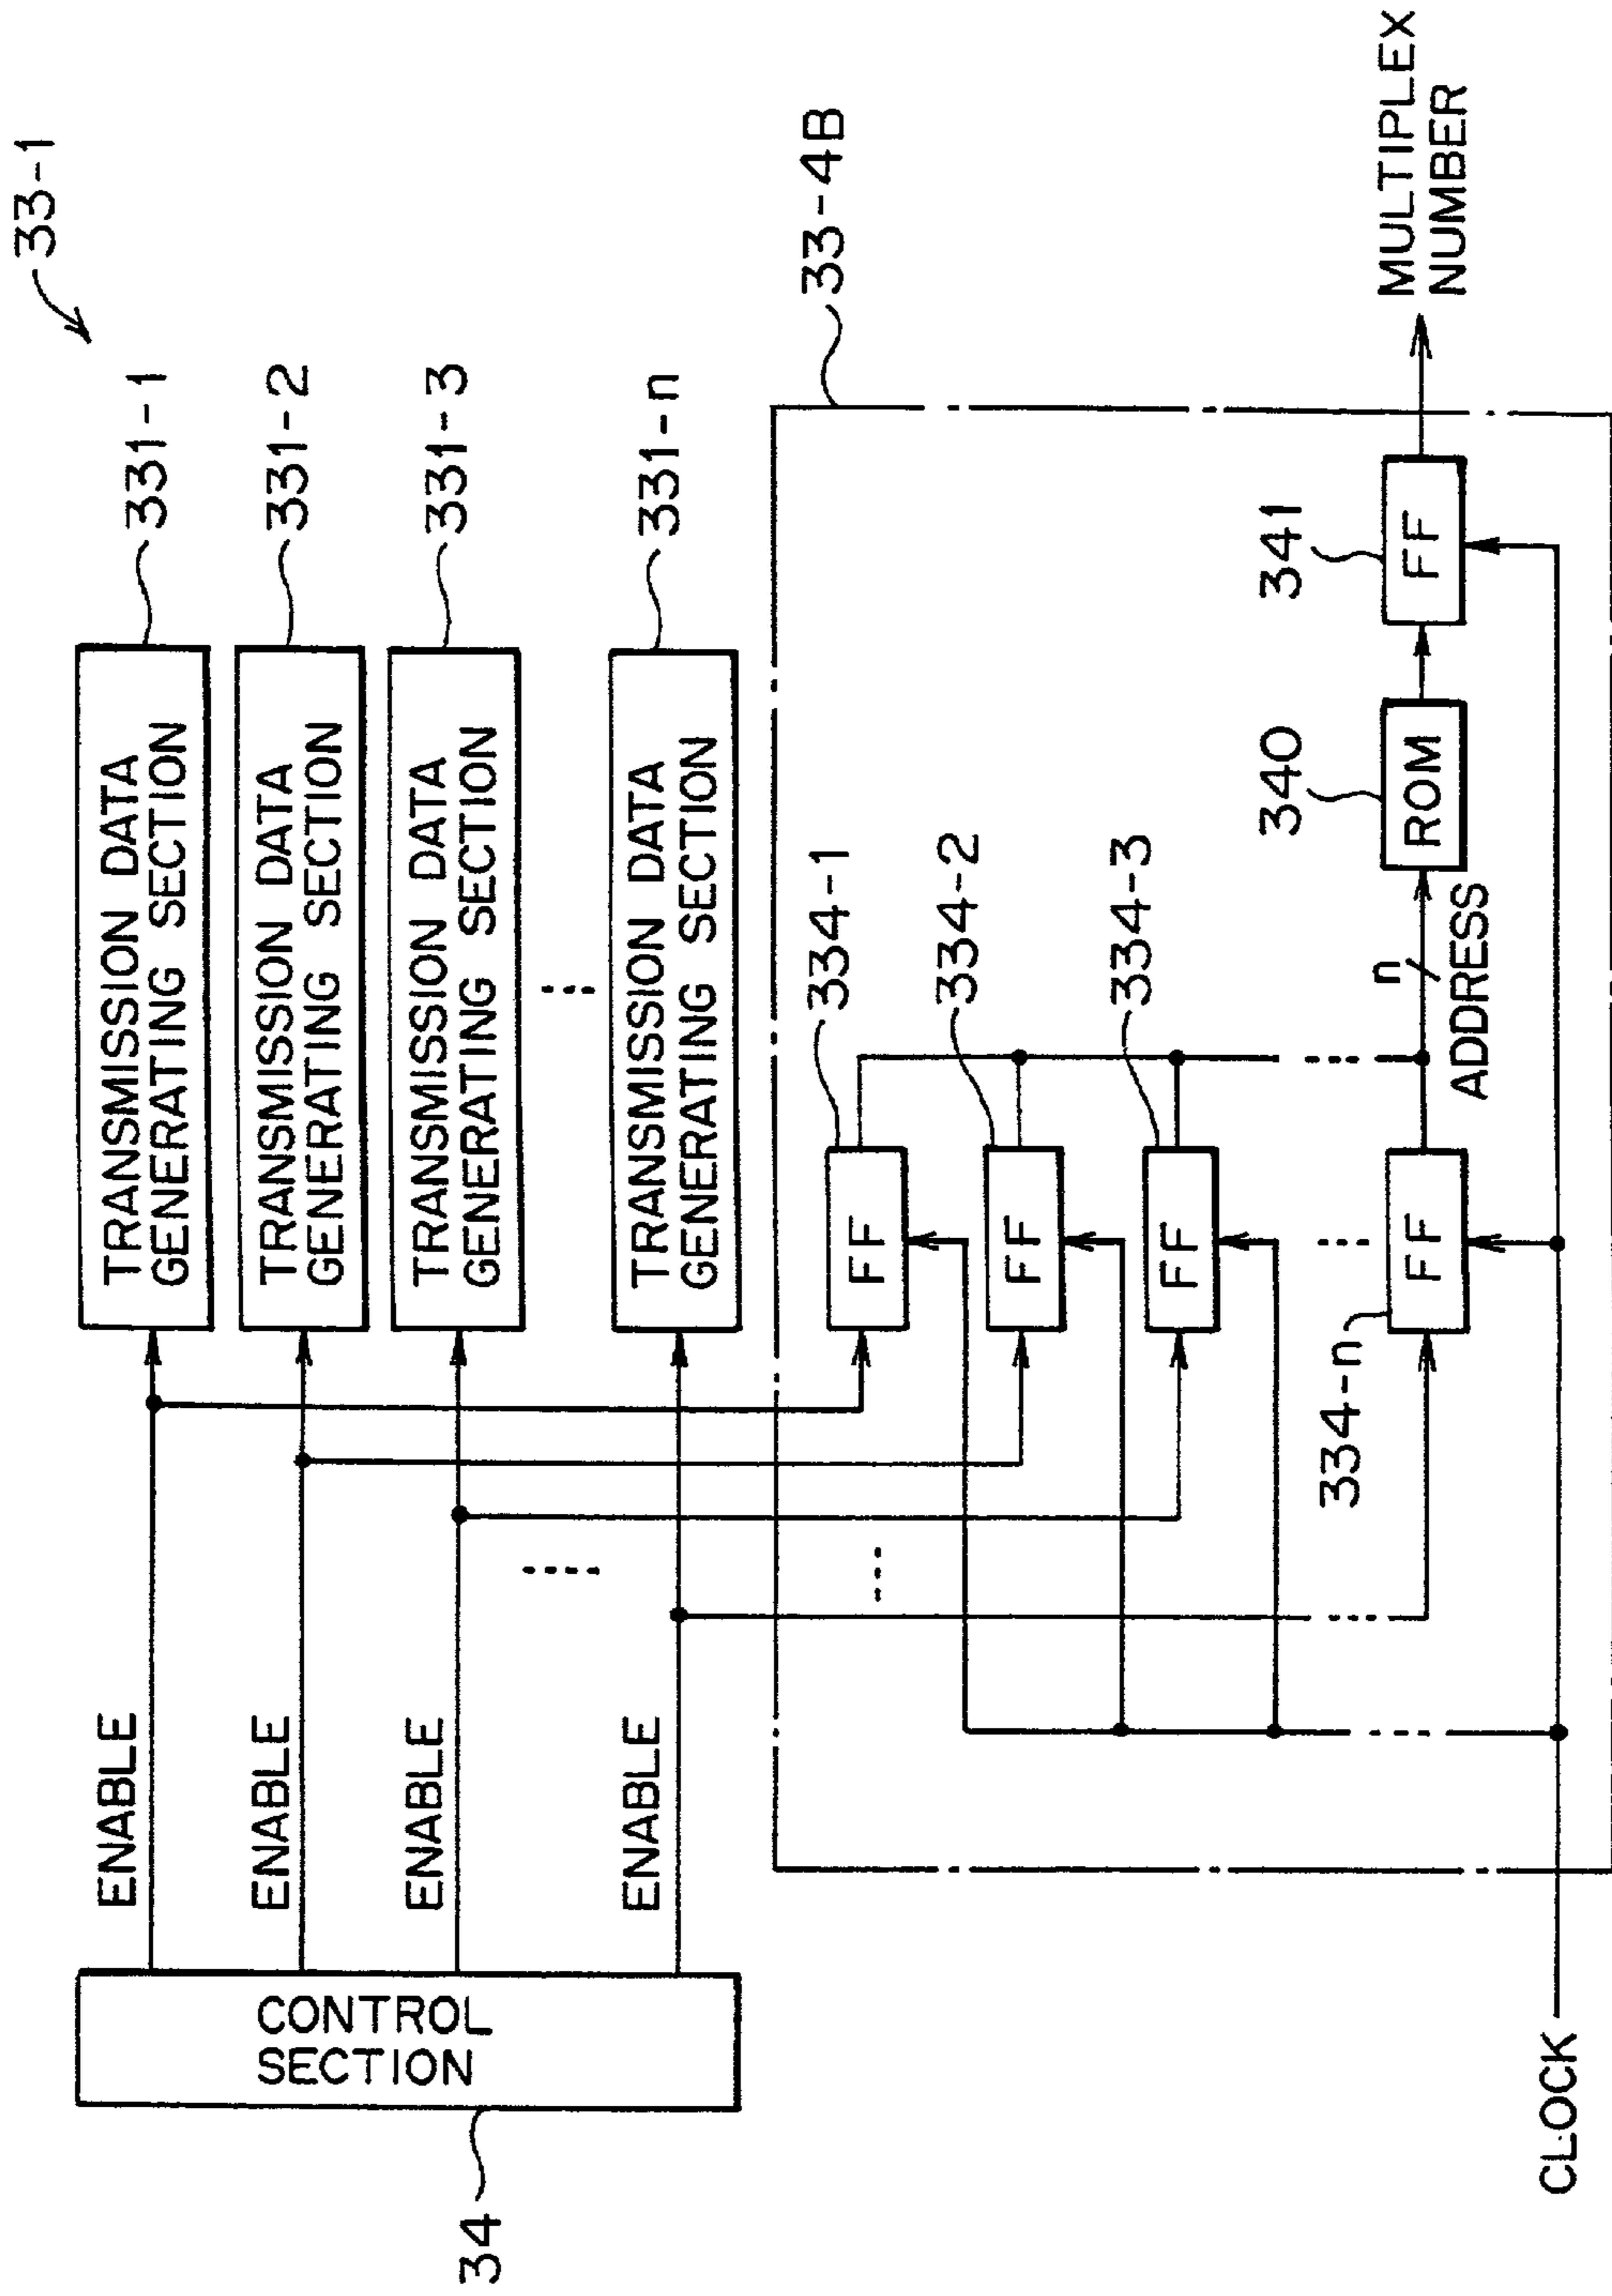 33-1
ENABLE
TRANSMISSION DATA
GENERATING SECTION
331-1
ENABLE
TRANSMISSION DATA
GENERATING SECTION
331-2
ENABLE
TRANSMISSION DATA
GENERATING SECTION
331-3
ENABLE
TRANSMISSION DATA
GENERATING SECTION
331-n
CONTROL
SECTION
34
33-4B
FF
334-1
FF
334-2
FF
334-3
334-n
FF
n
ADDRESS
ROM
340
FF
341
MULTIPLEX
NUMBER
CLOCK